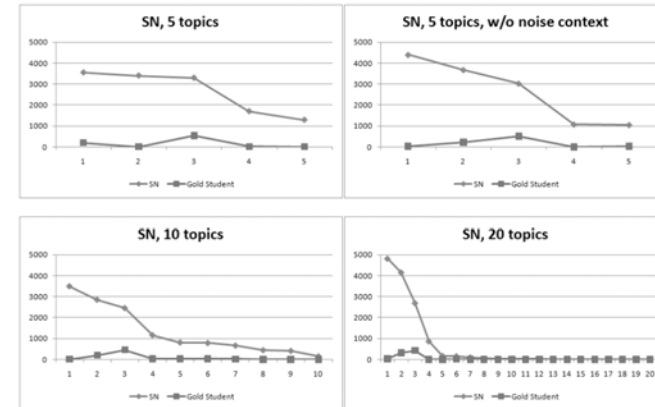 SN, 5 topics
5000
4000
3000
2000
1000
0
1 2 3 4 5
SN Gold Student
SN, 5 topics, w/o noise context
5000
4000
3000
2000
1000
0
1 2 3 4 5
SN Gold Student
SN, 10 topics
5000
4000
3000
2000
1000
0
1 2 3 4 5 6 7 8 9 10
SN Gold Student
SN, 20 topics
5000
4000
3000
2000
1000
0
1 2 3 4 5 6 7 8 9 10 11 12 13 14 15 16 17 18 19 20
SN Gold Student